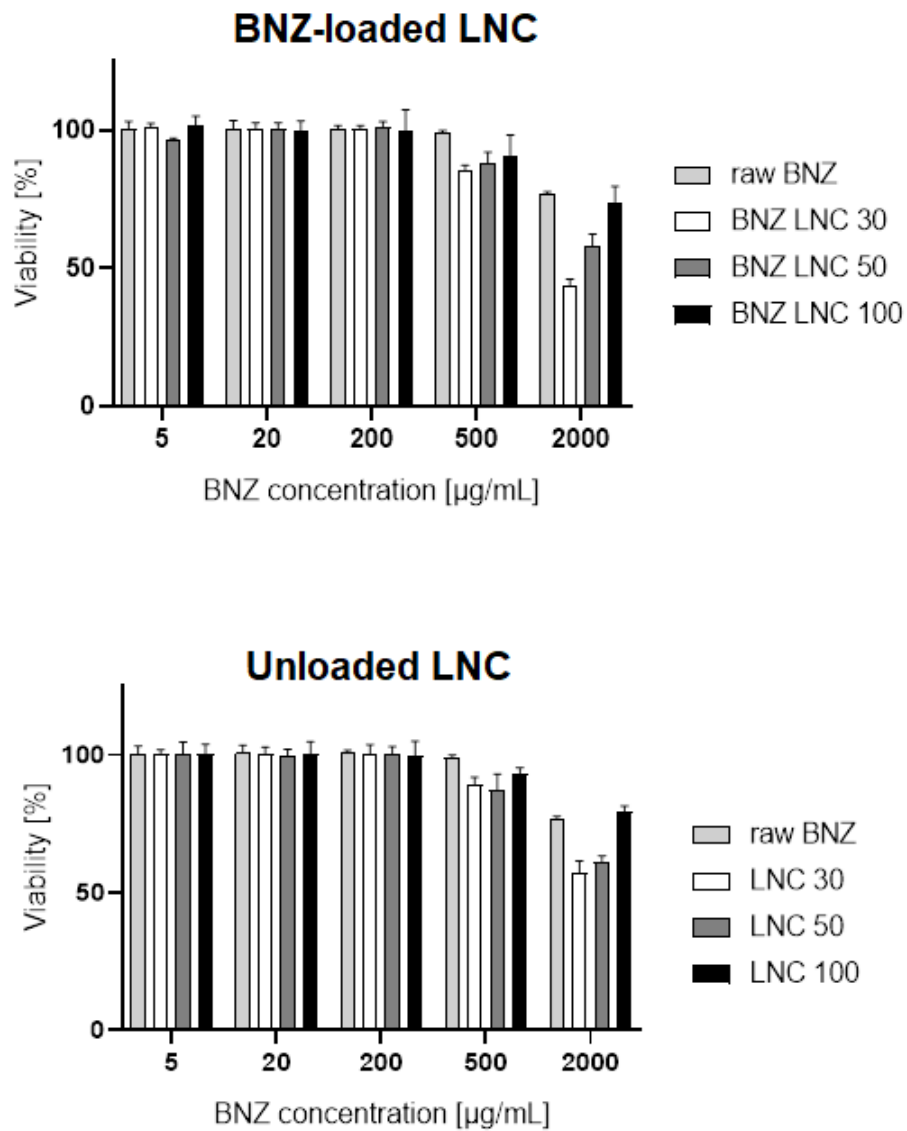 BNZ-loaded LNC
100
50
0
Viability [%]
5 20 200 500 2000
BNZ concentration [µg/mL]
raw BNZ
BNZ LNC 30
BNZ LNC 50
BNZ LNC 100
Unloaded LNC
100
50
0
Viability [%]
5 20 200 500 2000
BNZ concentration [µg/mL]
raw BNZ
LNC 30
LNC 50
LNC 100